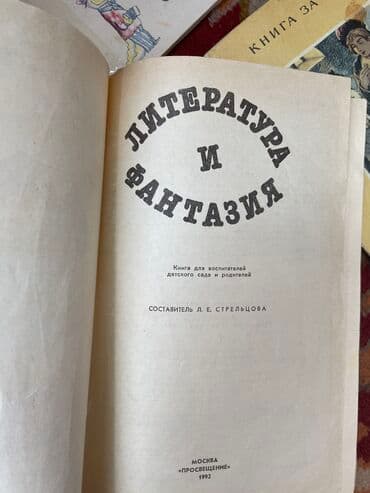 КНИГА ЗА
ЛИТЕРАТУРА
И
ФАНТАЗИЯ
Книга для воспитателей
детского сада и родителей
СОСТАВИТЕЛЬ Л. Е. СТРЕЛЬЦОВА
МОСКВА
«ПРОСВЕЩЕНИЕ»
1992